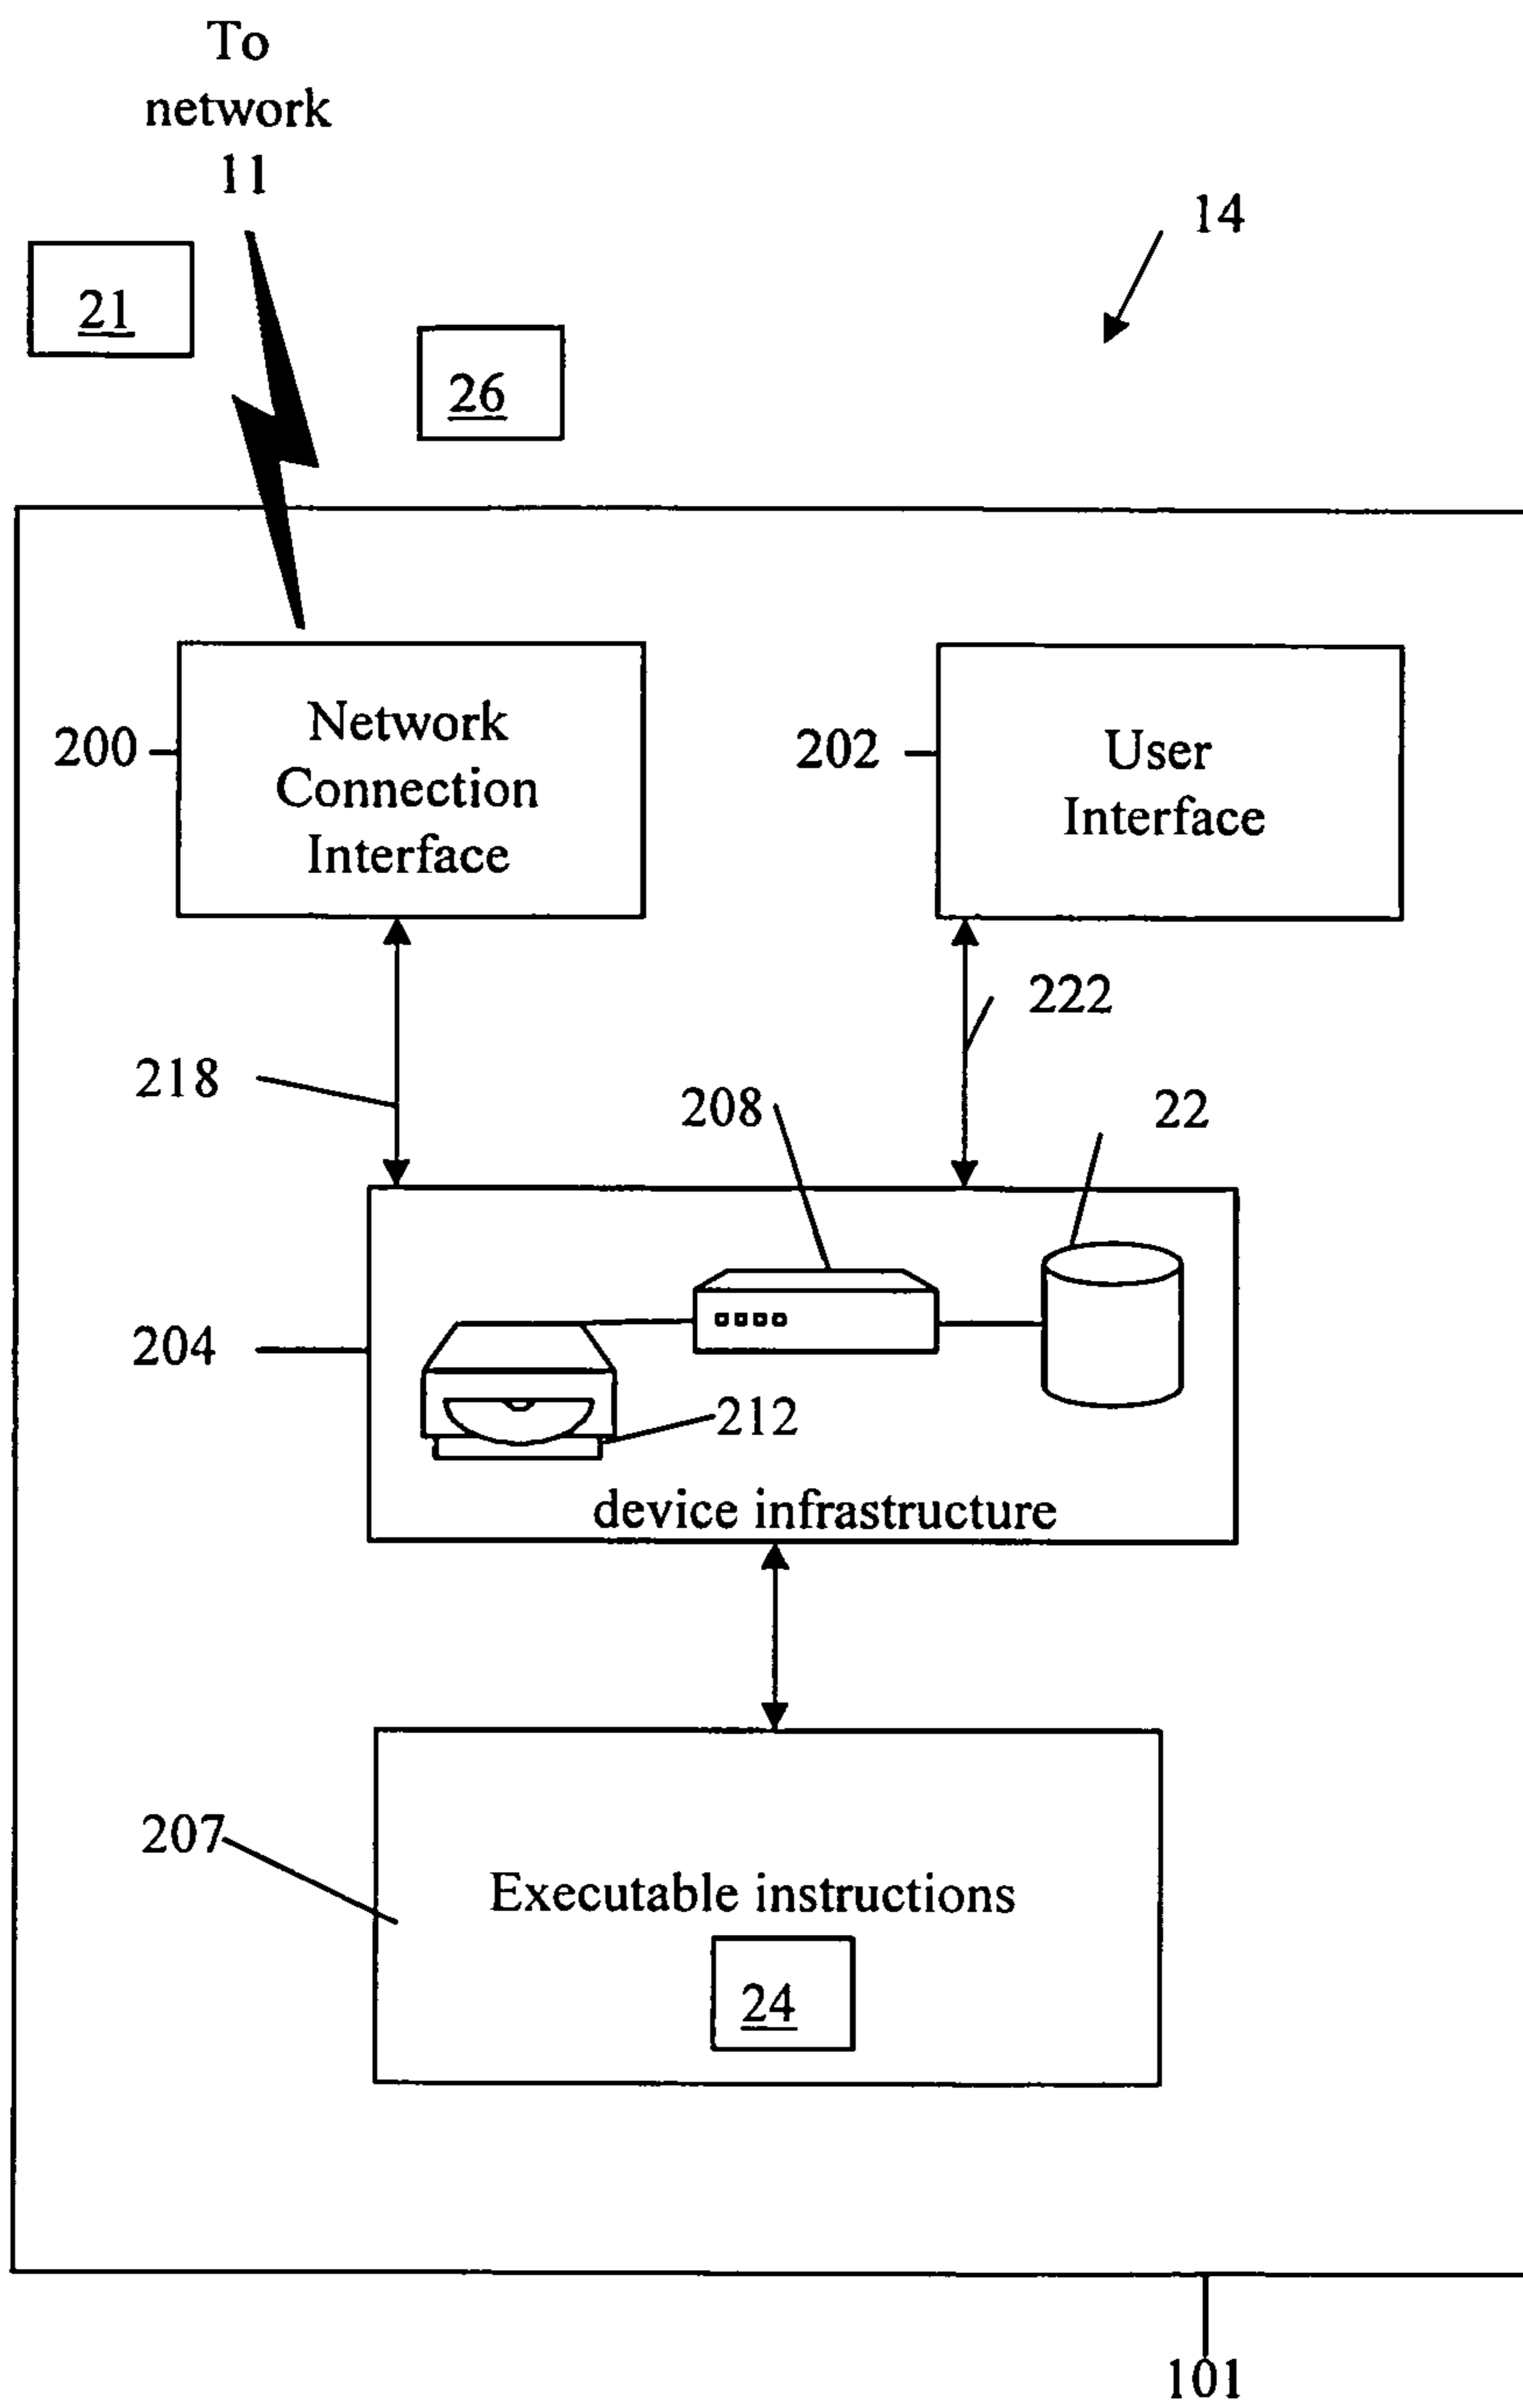 To
network
11
14
21
26
Network
Connection
Interface
200
User
Interface
202
222
218
208
22
204
212
device infrastructure
207
Executable instructions
24
101